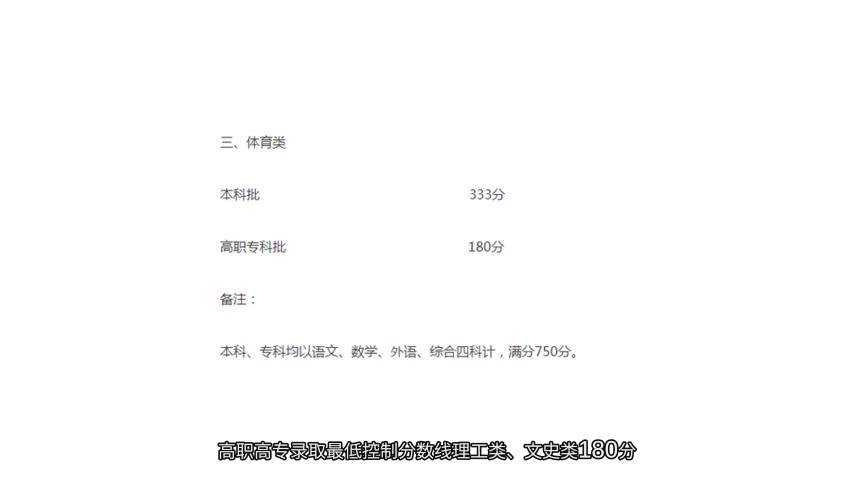 三、体育类
本科批 333分
高职专科批 180分
备注：
本科、专科均以语文、数学、外语、综合四科计，满分750分。
高职高专录取最低控制分数线理工类、文史类180分